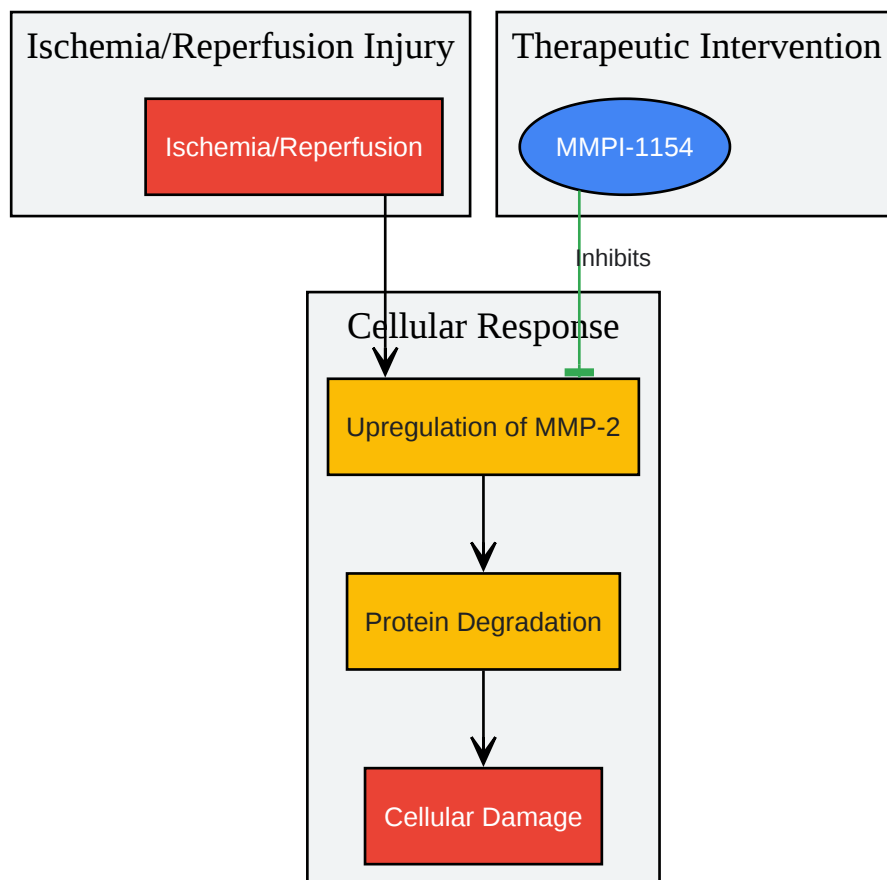 Ischemia/Reperfusion Injury
Therapeutic Intervention
Ischemia/Reperfusion
MMPI-1154
Inhibits
Cellular Response
Upregulation of MMP-2
Protein Degradation
Cellular Damage